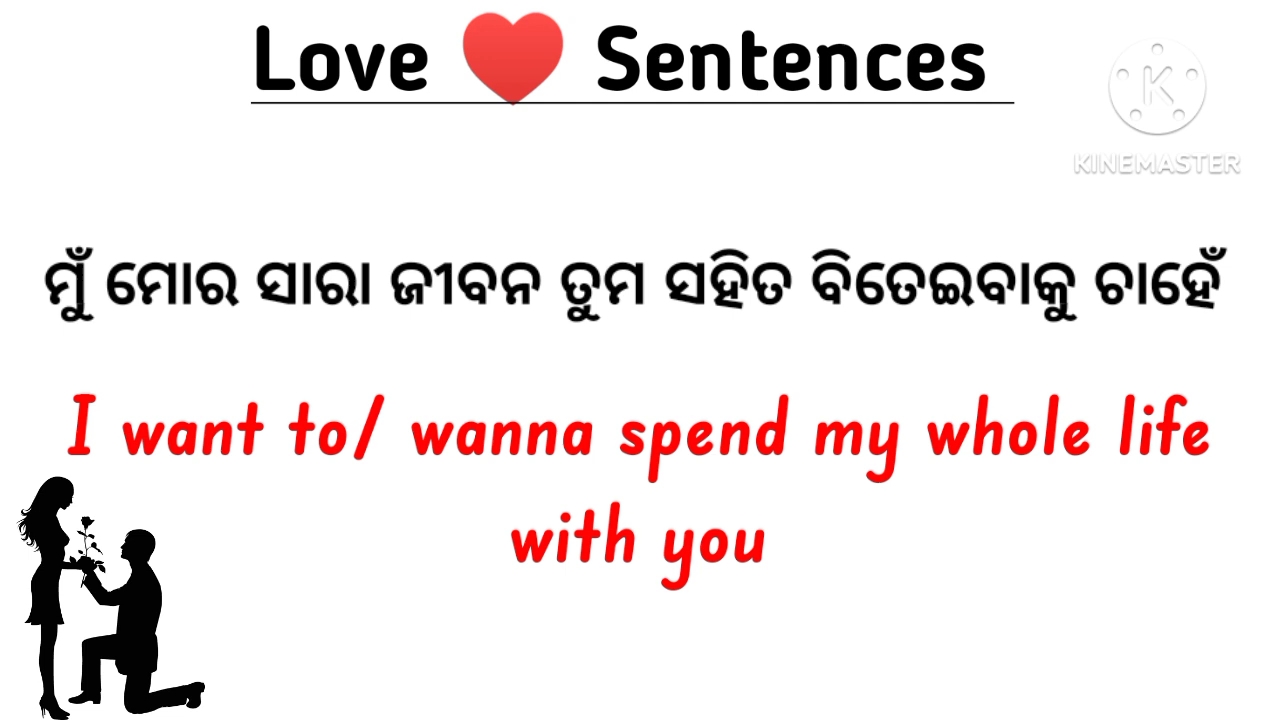 Love ❤ Sentences
KINEMASTER
ମୁଁ ମୋର ସାରା ଜୀବନ ତୁମ ସହିତ ବିତେଇବାକୁ ଚାହେଁ
I want to/ wanna spend my whole life
with you